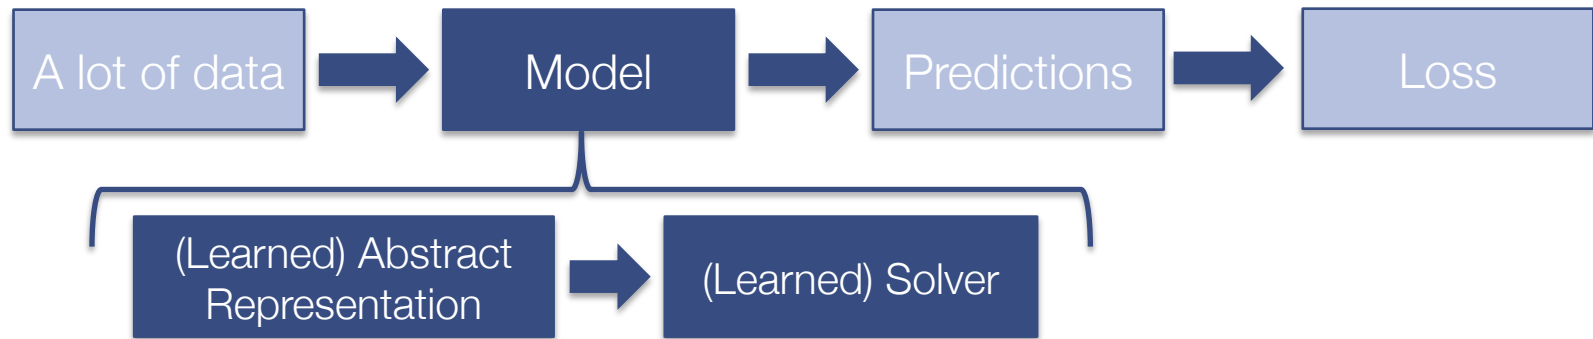 A lot of data
Model
Predictions
Loss
(Learned) Abstract
Representation
(Learned) Solver